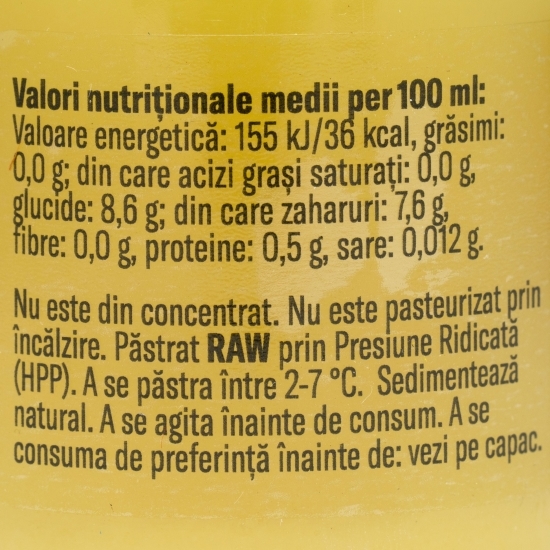 Valori nutriționale medii per 100 ml:
Valoare energetică: 155 kJ/36 kcal, grăsimi:
0,0 g; din care acizi grași saturați: 0,0 g,
glucide: 8,6 g; din care zaharuri: 7,6 g,
fibre: 0,0 g, proteine: 0,5 g, sare: 0,012 g.
Nu este din concentrat. Nu este pasteurizat prin
încălzire. Păstrat RAW prin Presiune Ridicată
(HPP). A se păstra între 2-7 °C. Sedimentează
natural. A se agita înainte de consum. A se
consuma de preferință înainte de: vezi pe capac.